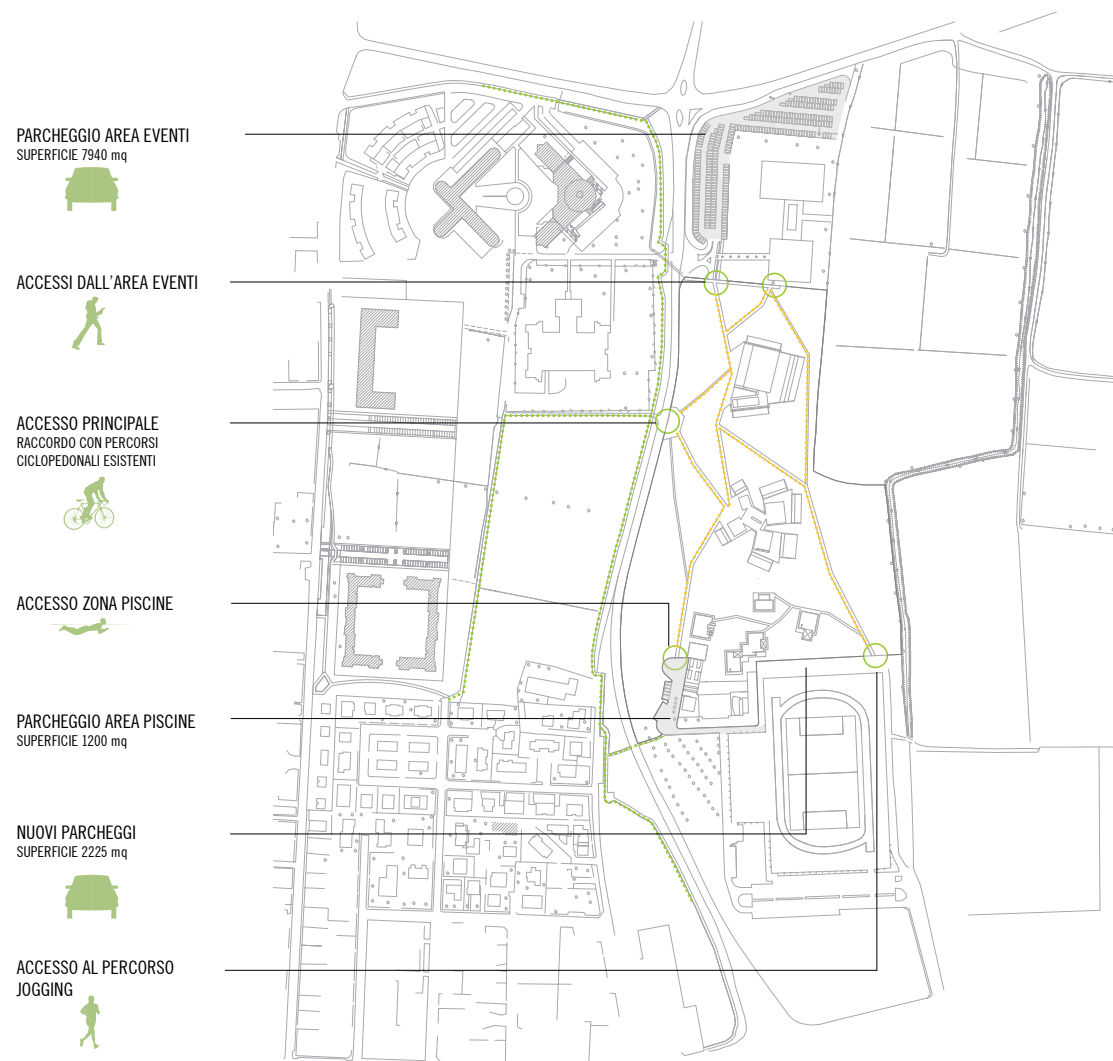 PARCHEGGIO AREA EVENTI
SUPERFICIE 7940 mq
ACCESSI DALL'AREA EVENTI
ACCESSO PRINCIPALE
RACCORDO CON PERCORSI
CICLOPEDONALI ESISTENTI
ACCESSO ZONA PISCINE
PARCHEGGIO AREA PISCINE
SUPERFICIE 1200 mq
NUOVI PARCHEGGI
SUPERFICIE 2225 mq
ACCESSO AL PERCORSO
JOGGING